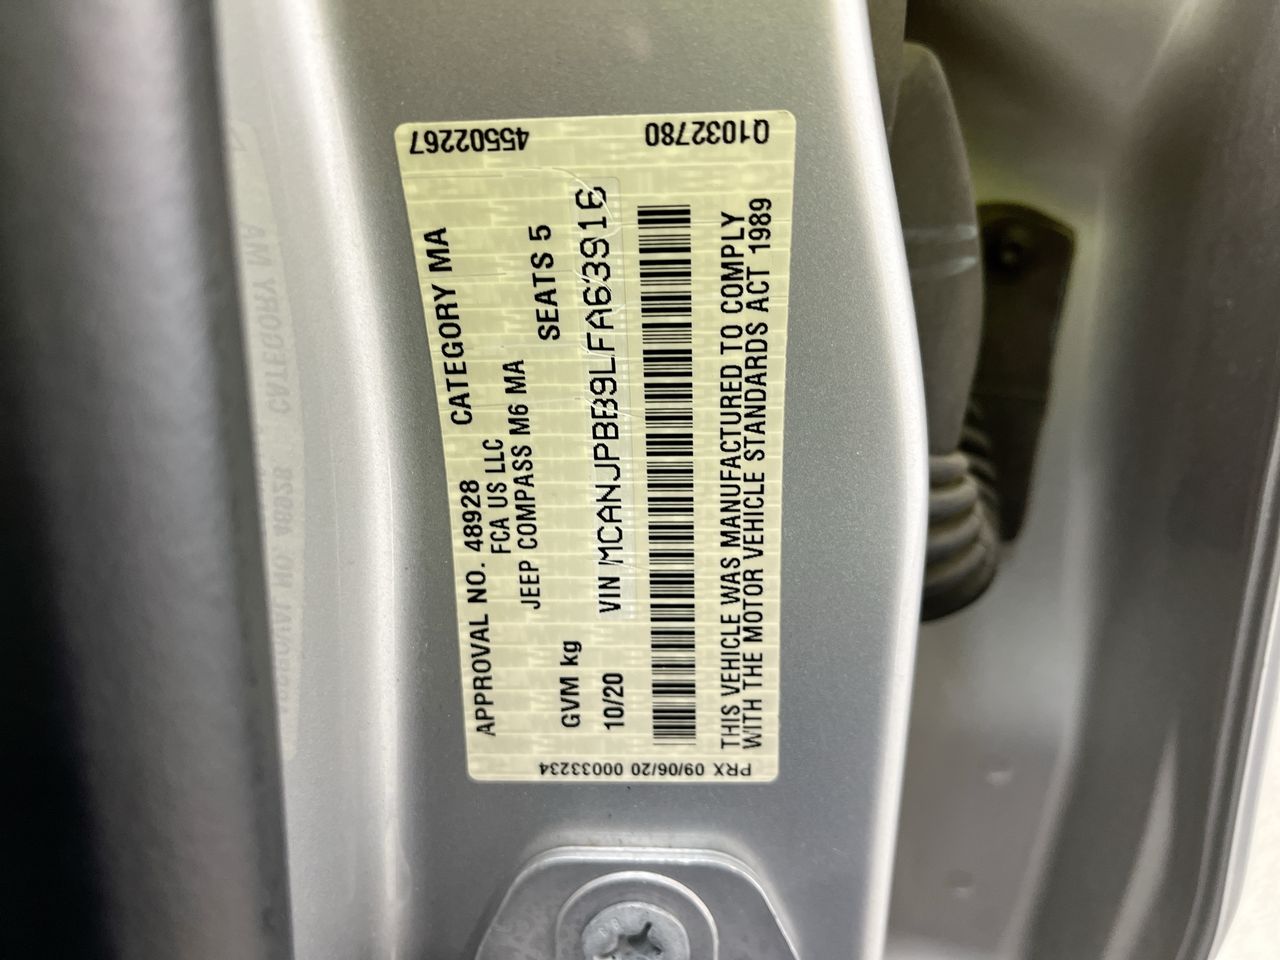 APPROVAL NO. 48928 CATEGORY MA
FCA US LLC
JEEP COMPASS M6 MA
GVM kg SEATS 5
10/20 VIN MCANJPBB9LFA63916
THIS VEHICLE WAS MANUFACTURED TO COMPLY
WITH THE MOTOR VEHICLE STANDARDS ACT 1989
45502267 Q1032780
PRX 09/06/20 00033234